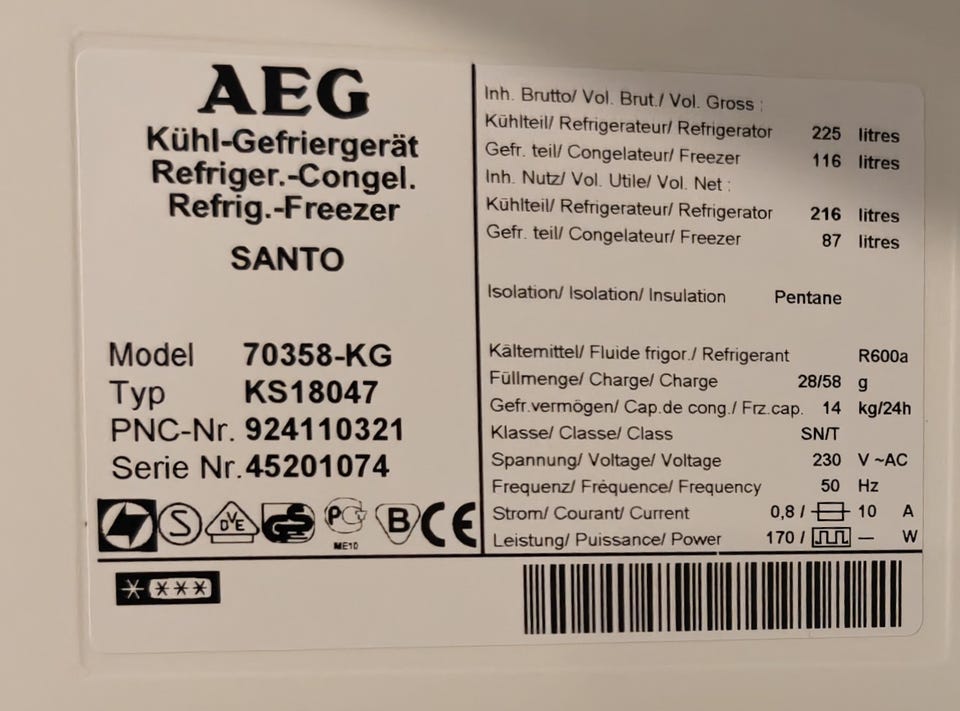 AEG
Kühl-Gefriergerät
Refriger.-Congel.
Refrig.-Freezer
SANTO
Model 70358-KG
Typ KS18047
PNC-Nr. 924110321
Serie Nr. 45201074
S DVE GS PCT ME10 B CE
Inh. Brutto/ Vol. Brut./ Vol. Gross :
Kühlteil/ Refrigerateur/ Refrigerator 225 litres
Gefr. teil/ Congelateur/ Freezer 116 litres
Inh. Nutz/ Vol. Utile/ Vol. Net :
Kühlteil/ Refrigerateur/ Refrigerator 216 litres
Gefr. teil/ Congelateur/ Freezer 87 litres
Isolation/ Isolation/ Insulation Pentane
Kältemittel/ Fluide frigor./ Refrigerant R600a
Füllmenge/ Charge/ Charge 28/58 g
Gefr.vermögen/ Cap.de cong./ Frz.cap. 14 kg/24h
Klasse/ Classe/ Class SN/T
Spannung/ Voltage/ Voltage 230 V ~AC
Frequenz/ Fréquence/ Frequency 50 Hz
Strom/ Courant/ Current 0,8 / 10 A
Leistung/ Puissance/ Power 170 / — W